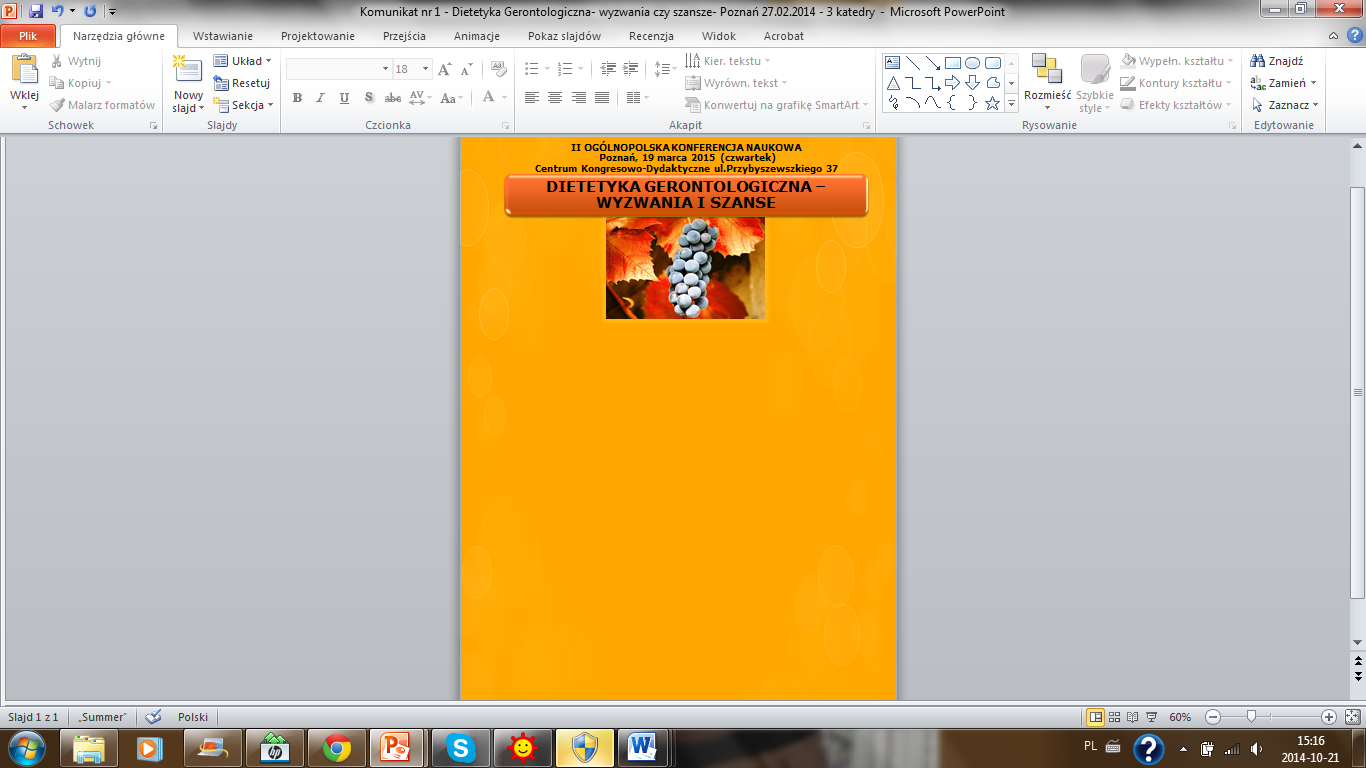 Komunikat nr 1 - Dietetyka Gerontologiczna- wyzwania czy szansze- Poznań 27.02.2014 - 3 katedry - Microsoft PowerPoint
Plik Narzędzia główne Wstawianie Projektowanie Przejścia Animacje Pokaz slajdów Recenzja Widok Acrobat
Wklej
Wytnij
Kopiuj
Malarz formatów
Schowek
Nowy slajd
Układ
Resetuj
Sekcja
Slajdy
18
B I U S abc AV Aa A
Czcionka
Kier. tekstu
Wyrówn. tekst
Konwertuj na grafikę SmartArt
Akapit
Rozmieść
Szybkie style
Wypełn. kształtu
Kontury kształtu
Efekty kształtów
Rysowanie
Znajdź
Zamień
Zaznacz
Edytowanie
II OGÓLNOPOLSKA KONFERENCJA NAUKOWA
Poznań, 19 marca 2015 (czwartek)
Centrum Kongresowo-Dydaktyczne ul.Przybyszewszkiego 37
DIETETYKA GERONTOLOGICZNA –
WYZWANIA I SZANSE
Slajd 1 z 1 „Summer” Polski 60%
PL 15:16
2014-10-21